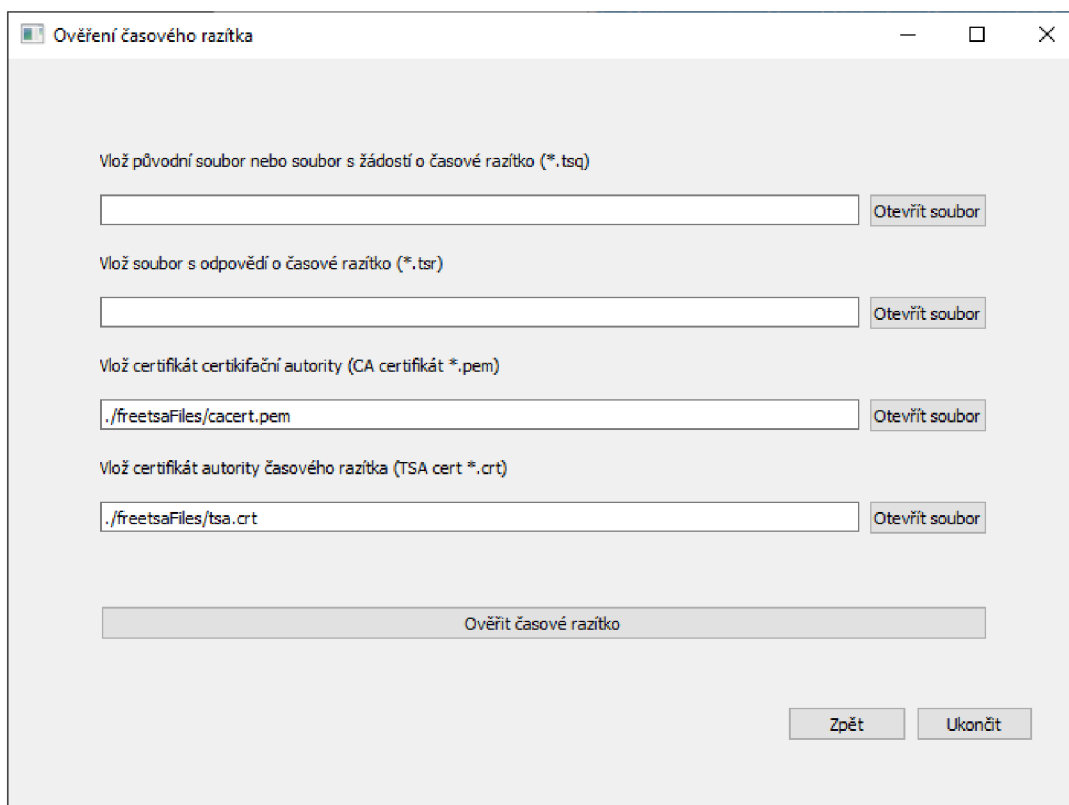 Ověření časového razítka
Vlož původní soubor nebo soubor s žádostí o časové razítko (*.tsq)
Otevřít soubor
Vlož soubor s odpovědí o časové razítko (*.tsr)
Otevřít soubor
Vlož certifikát certikifační autority (CA certifikát *.pem)
./freetsaFiles/cacert.pem
Otevřít soubor
Vlož certifikát autority časového razítka (TSA cert *.crt)
./freetsaFiles/tsa.crt
Otevřít soubor
Ověřit časové razítko
Zpět
Ukončit